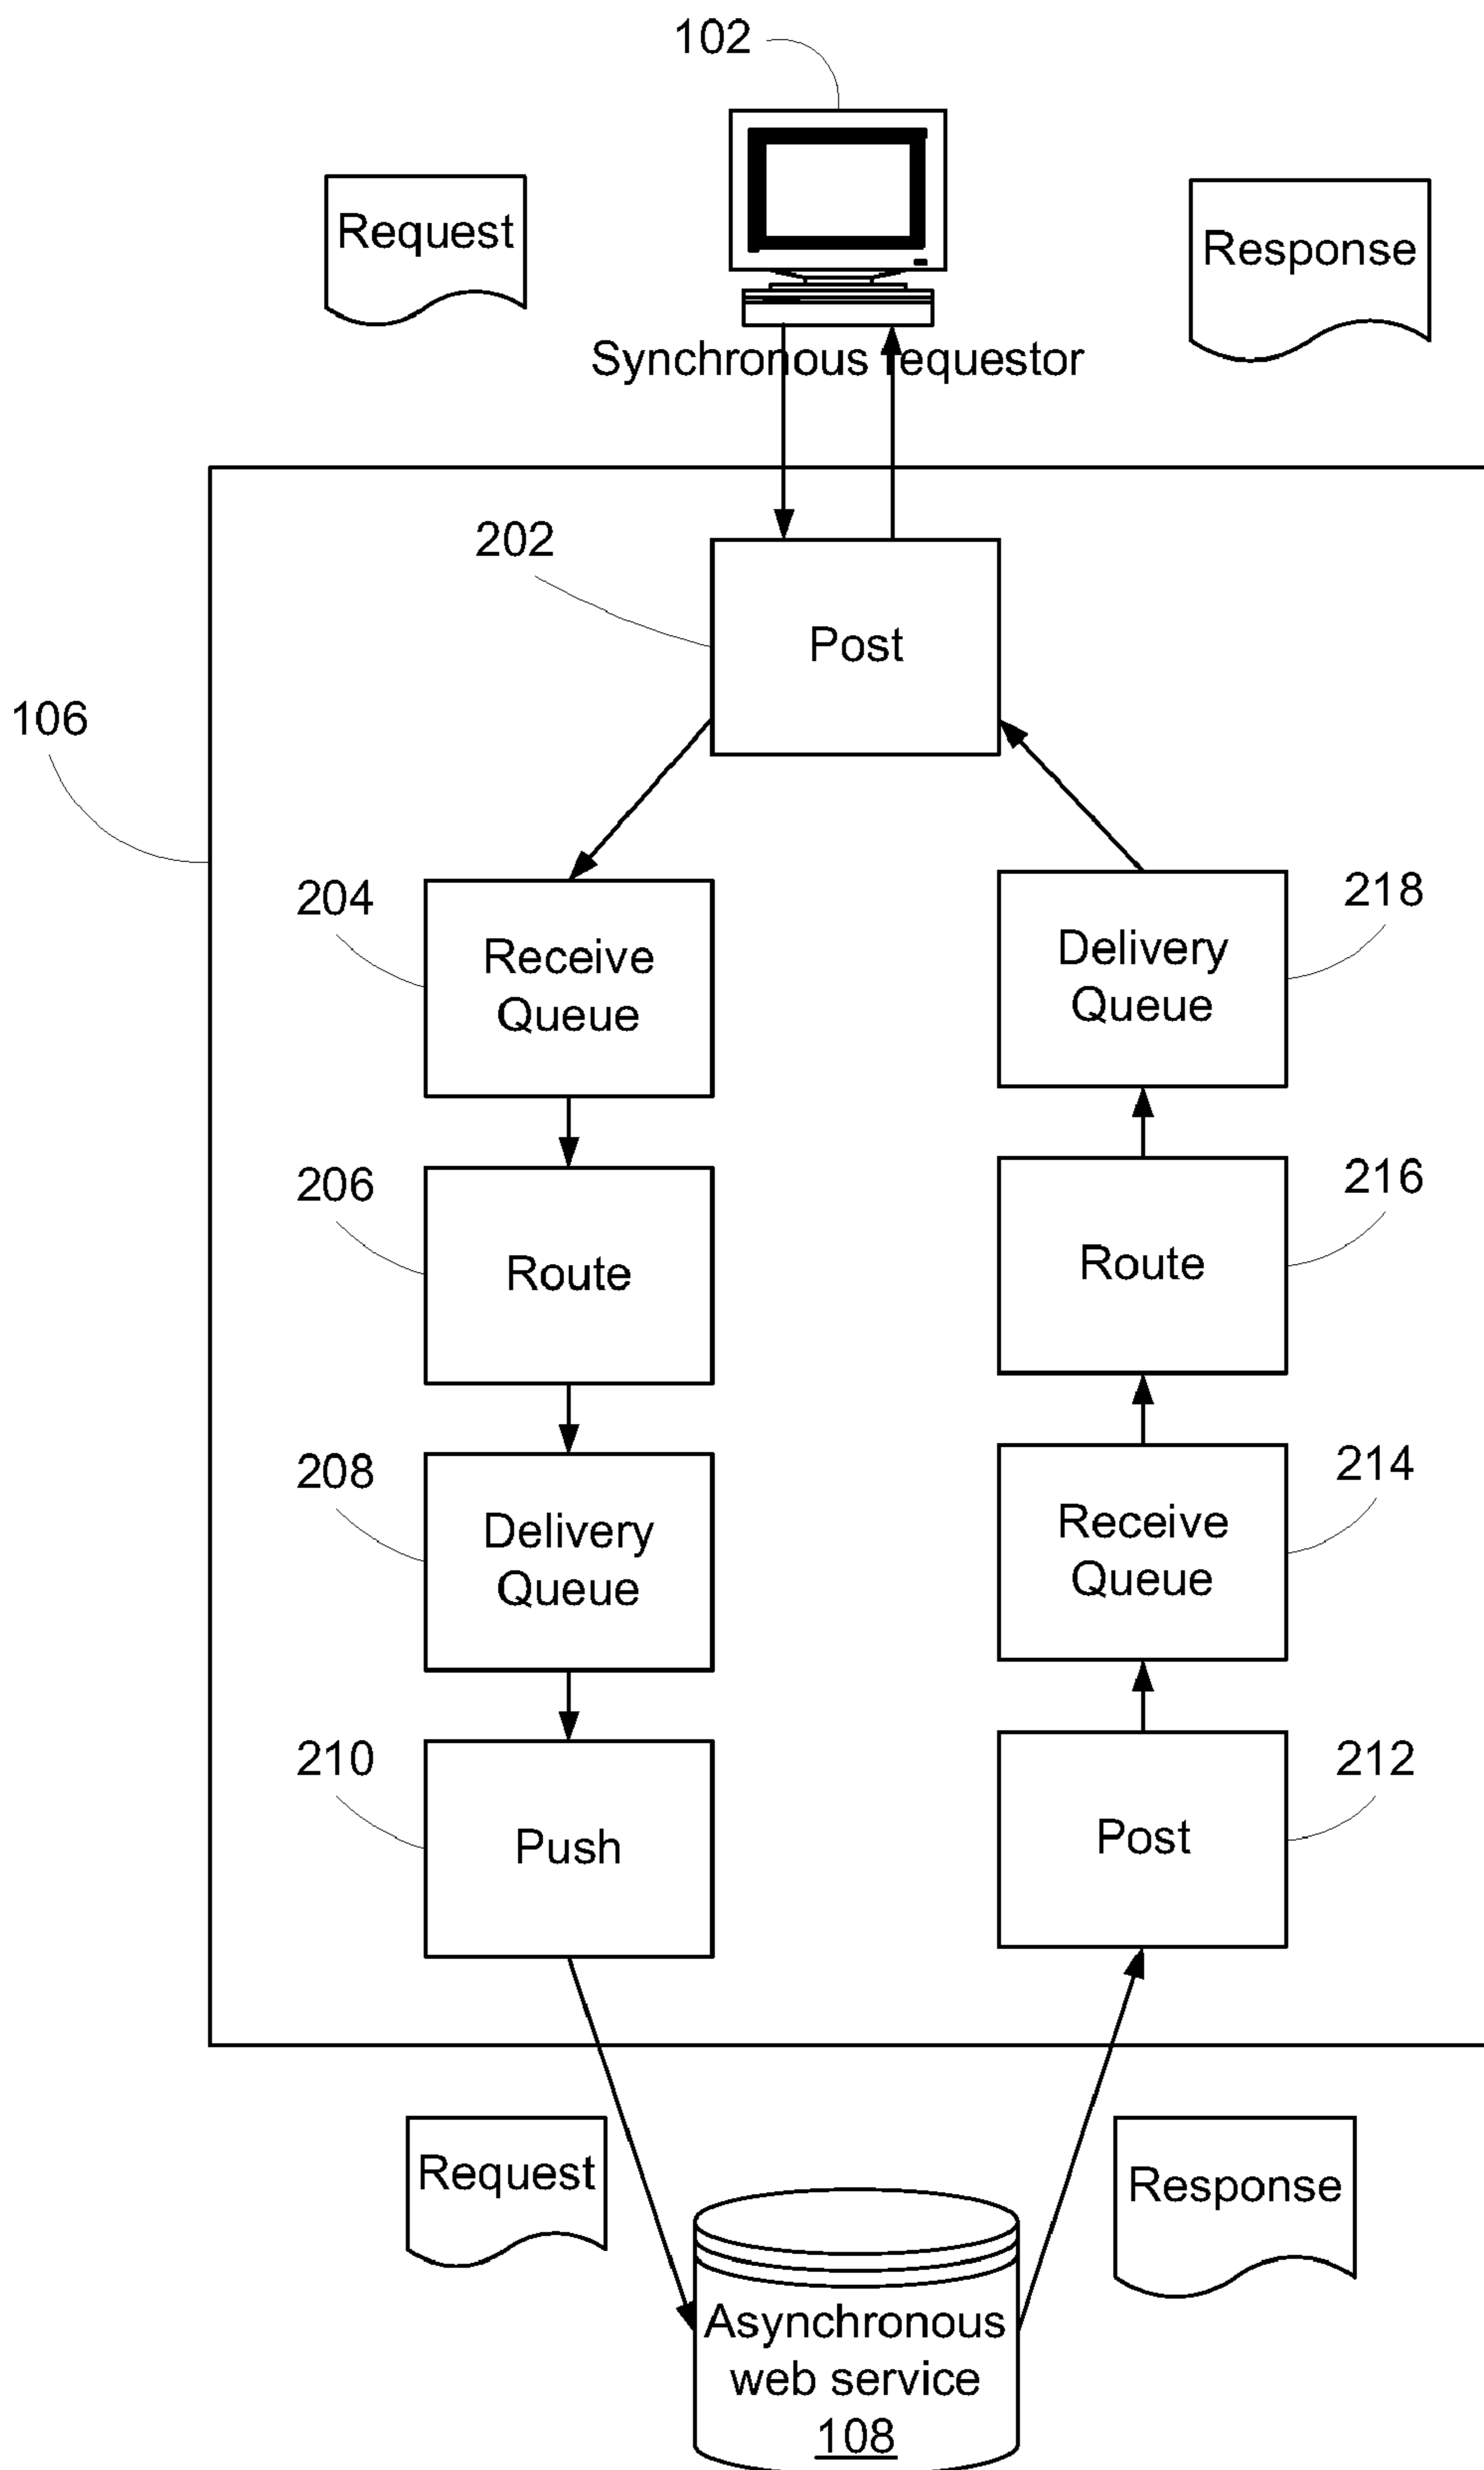 102
Request
Response
Synchronous requestor
202
Post
106
204
Receive
Queue
218
Delivery
Queue
206
Route
216
Route
208
Delivery
Queue
214
Receive
Queue
210
Push
212
Post
Request
Response
Asynchronous
web service
108